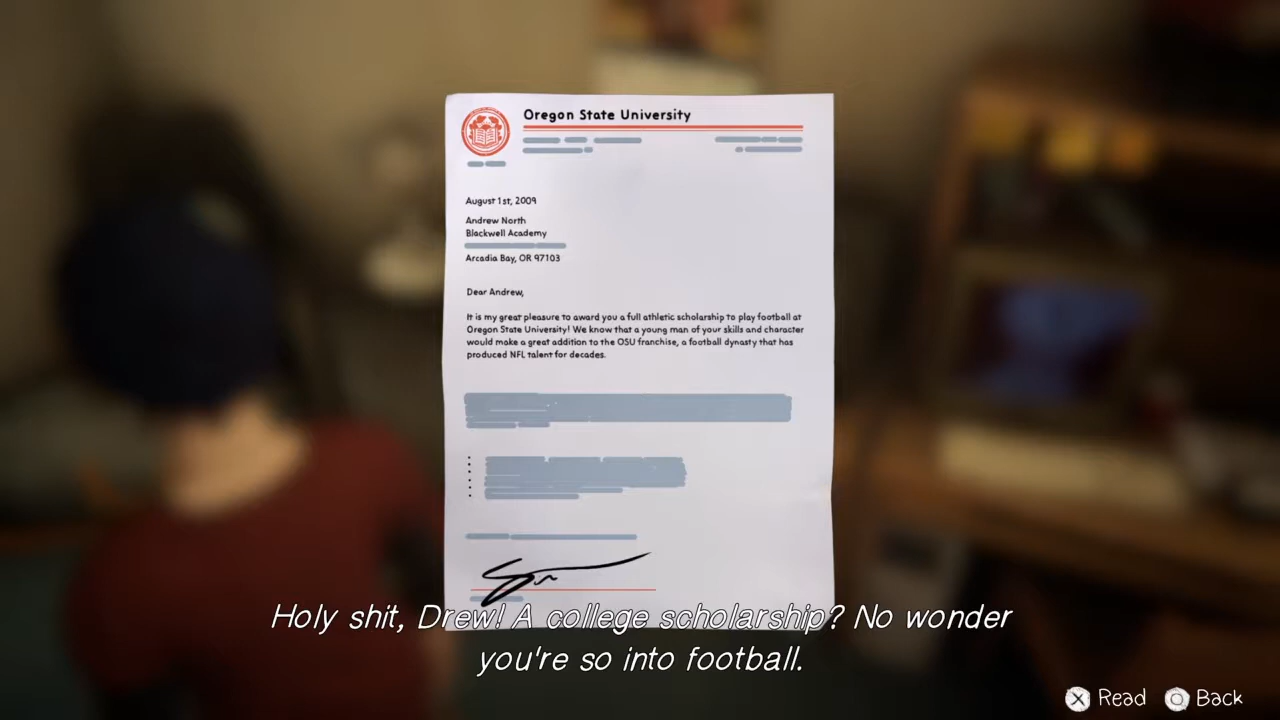 Oregon State University
August 1st, 2009
Andrew North
Blackwell Academy
Arcadia Bay, OR 97103
Dear Andrew,
It is my great pleasure to award you a full athletic scholarship to play football at
Oregon State University! We know that a young man of your skills and character
would make a great addition to the OSU franchise, a football dynasty that has
produced NFL talent for decades.
Holy shit, Drew! A college scholarship? No wonder
you're so into football.
Read Back